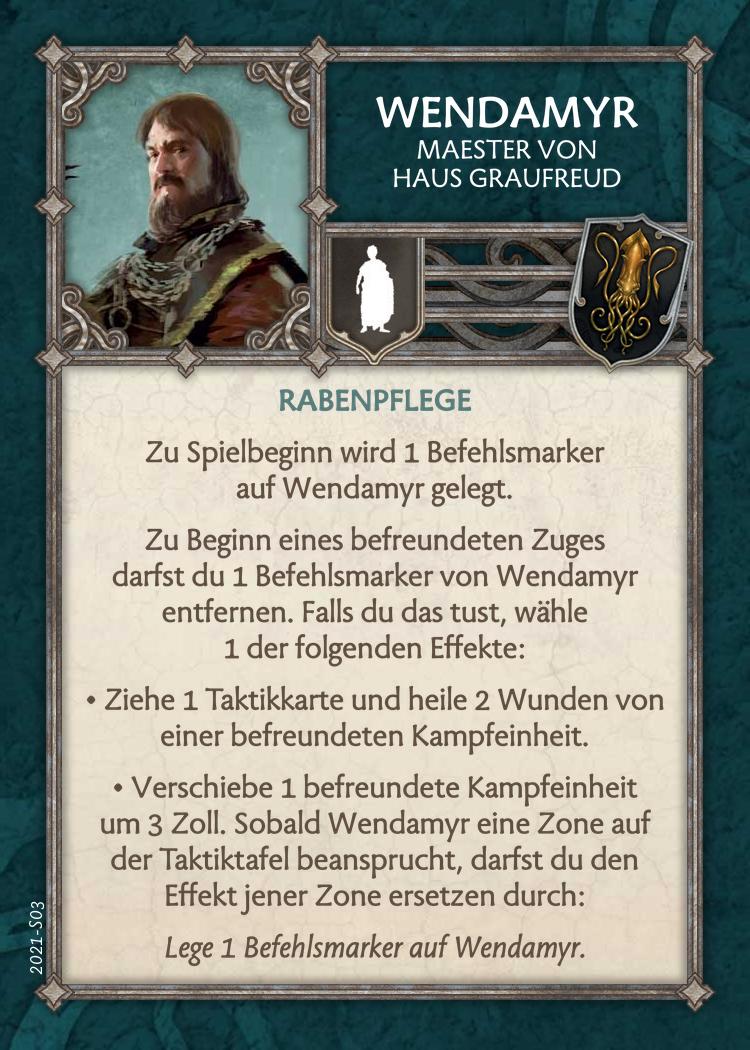 WENDAMYR
MAESTER VON
HAUS GRAUFREUD
RABENPFLEGE
Zu Spielbeginn wird 1 Befehlsmarker
auf Wendamyr gelegt.
Zu Beginn eines befreundeten Zuges
darfst du 1 Befehlsmarker von Wendamyr
entfernen. Falls du das tust, wähle
1 der folgenden Effekte:
• Ziehe 1 Taktikkarte und heile 2 Wunden von
einer befreundeten Kampfeinheit.
• Verschiebe 1 befreundete Kampfeinheit
um 3 Zoll. Sobald Wendamyr eine Zone auf
der Taktiktafel beansprucht, darfst du den
Effekt jener Zone ersetzen durch:
Lege 1 Befehlsmarker auf Wendamyr.
2021-S03